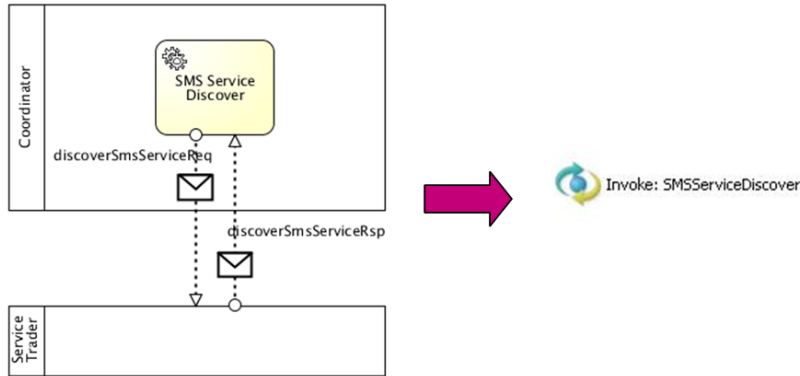 Coordinator
SMS Service
Discover
discoverSmsServiceReq
discoverSmsServiceRsp
Service
Trader
Invoke: SMSServiceDiscover